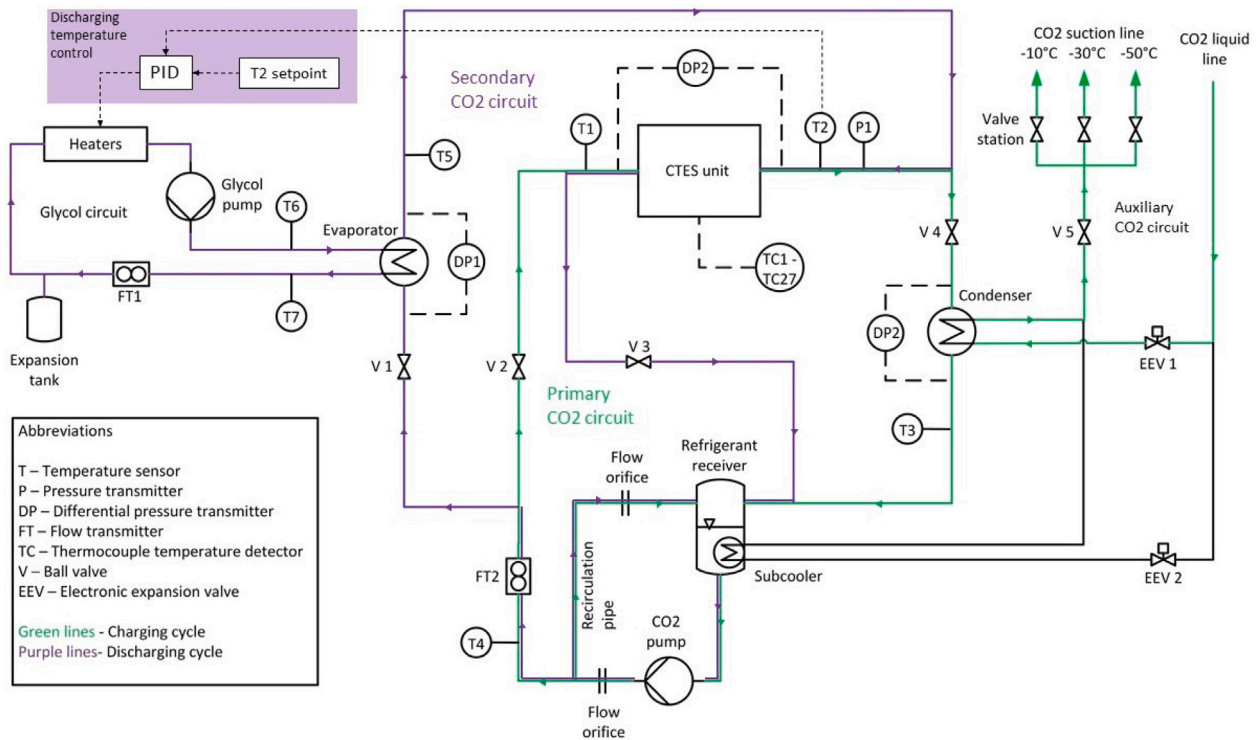 Discharging
temperature
control
PID
T2 setpoint
Secondary
CO2 circuit
DP2
CO2 suction line
-10°C -30°C -50°C
CO2 liquid
line
Valve
station
T1
T2
P1
Heaters
CTES unit
T5
Glycol
pump
Glycol circuit
T6
Evaporator
DP1
TC1 -
TC27
V 4
V 5
Auxiliary
CO2 circuit
FT1
T7
Condenser
DP2
Expansion
tank
V 1
V 2
V 3
EEV 1
Primary
CO2 circuit
T3
Abbreviations
T – Temperature sensor
P – Pressure transmitter
DP – Differential pressure transmitter
FT – Flow transmitter
TC – Thermocouple temperature detector
V – Ball valve
EEV – Electronic expansion valve
Green lines - Charging cycle
Purple lines- Discharging cycle
Flow
orifice
Refrigerant
receiver
FT2
Recirculation
pipe
Subcooler
EEV 2
T4
CO2
pump
Flow
orifice